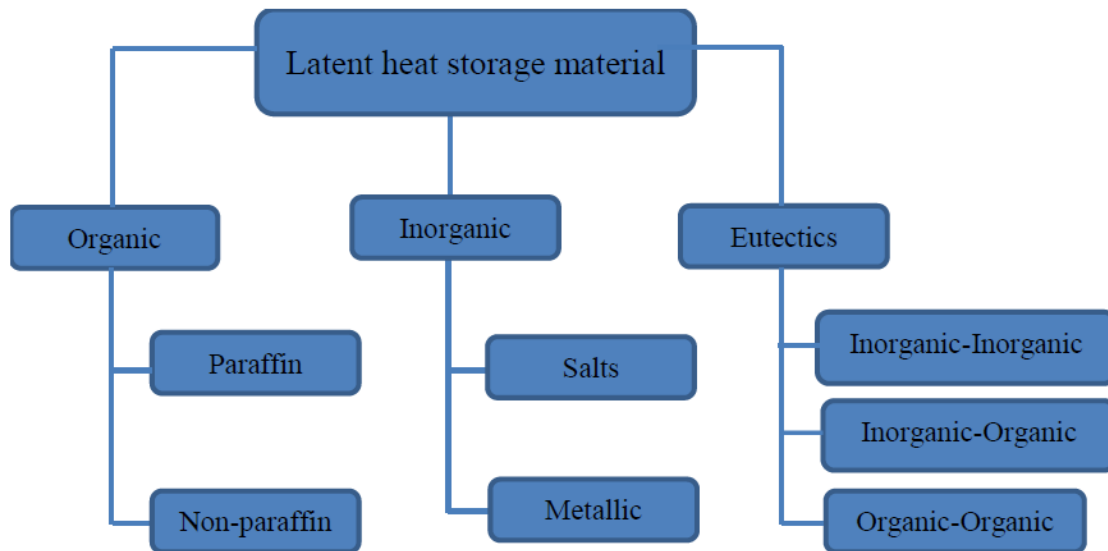 Latent heat storage material
Organic
Inorganic
Eutectics
Paraffin
Non-paraffin
Salts
Metallic
Inorganic-Inorganic
Inorganic-Organic
Organic-Organic